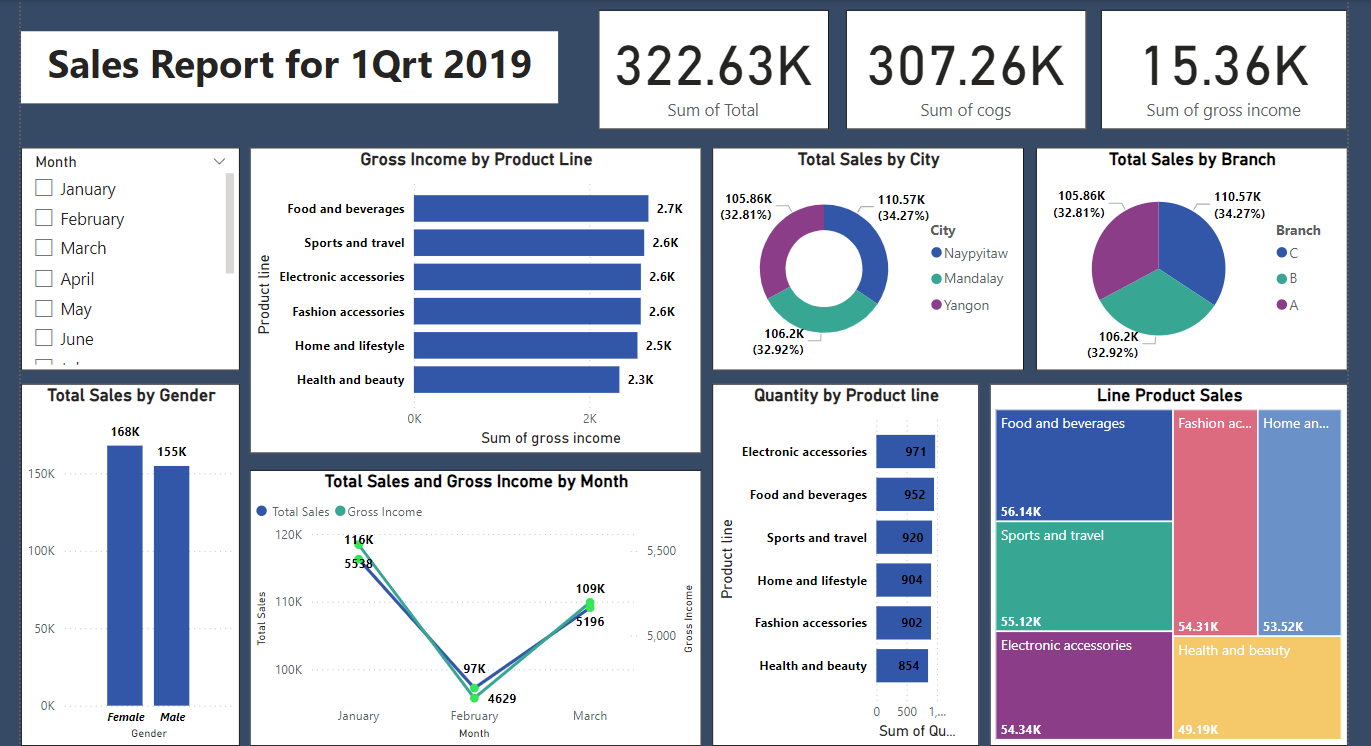 Sales Report for 1Qrt 2019
322.63K
Sum of Total
307.26K
Sum of cogs
15.36K
Sum of gross income
Month
January
February
March
April
May
June
Gross Income by Product Line
Product line
Food and beverages 2.7K
Sports and travel 2.6K
Electronic accessories 2.6K
Fashion accessories 2.6K
Home and lifestyle 2.5K
Health and beauty 2.3K
0K 2K
Sum of gross income
Total Sales by City
105.86K
(32.81%)
110.57K
(34.27%)
106.2K
(32.92%)
City
Naypyitaw
Mandalay
Yangon
Total Sales by Branch
105.86K
(32.81%)
110.57K
(34.27%)
106.2K
(32.92%)
Branch
C
B
A
Total Sales by Gender
168K
155K
150K
100K
50K
0K
Female Male
Gender
Total Sales and Gross Income by Month
Total Sales Gross Income
Total Sales
120K
110K
100K
116K
5538
97K
4629
109K
5196
5,500
5,000
Gross Income
January February March
Month
Quantity by Product line
Product line
Electronic accessories 971
Food and beverages 952
Sports and travel 920
Home and lifestyle 904
Fashion accessories 902
Health and beauty 854
0 500 1,...
Sum of Qu...
Line Product Sales
Food and beverages
56.14K
Sports and travel
55.12K
Electronic accessories
54.34K
Fashion ac...
54.31K
Home an...
53.52K
Health and beauty
49.19K